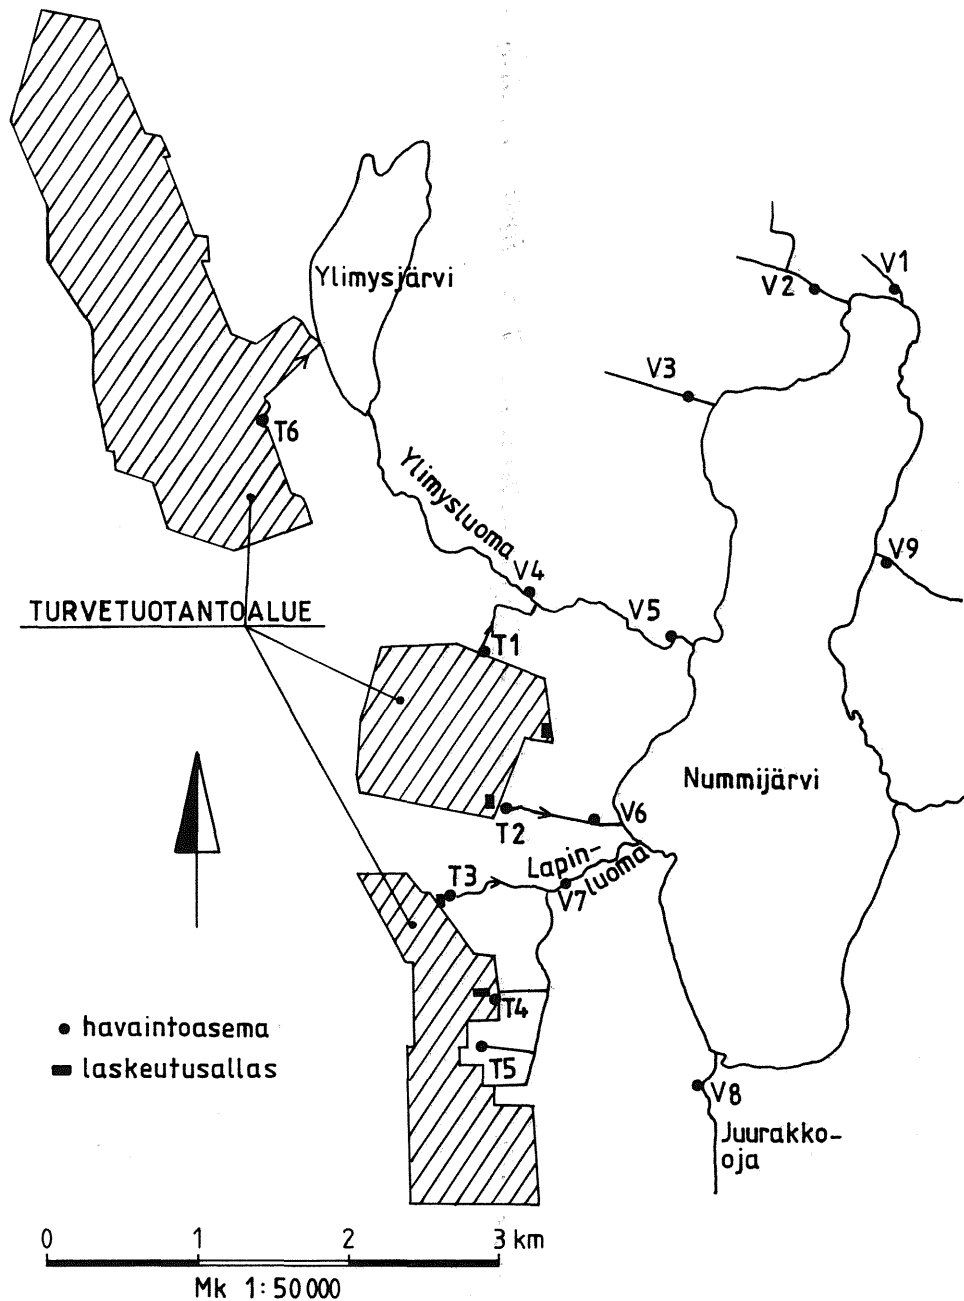 Ylimysjärvi
V1
V2
V3
T6
Ylimysluoma
V9
V4
V5
TURVETUOTANTOALUE
T1
Nummijärvi
T2
V6
Lapin-
luoma
T3
V7
T4
havaintoasema
laskeutusallas
T5
V8
Juurakko-
oja
0 1 2 3 km
Mk 1:50 000